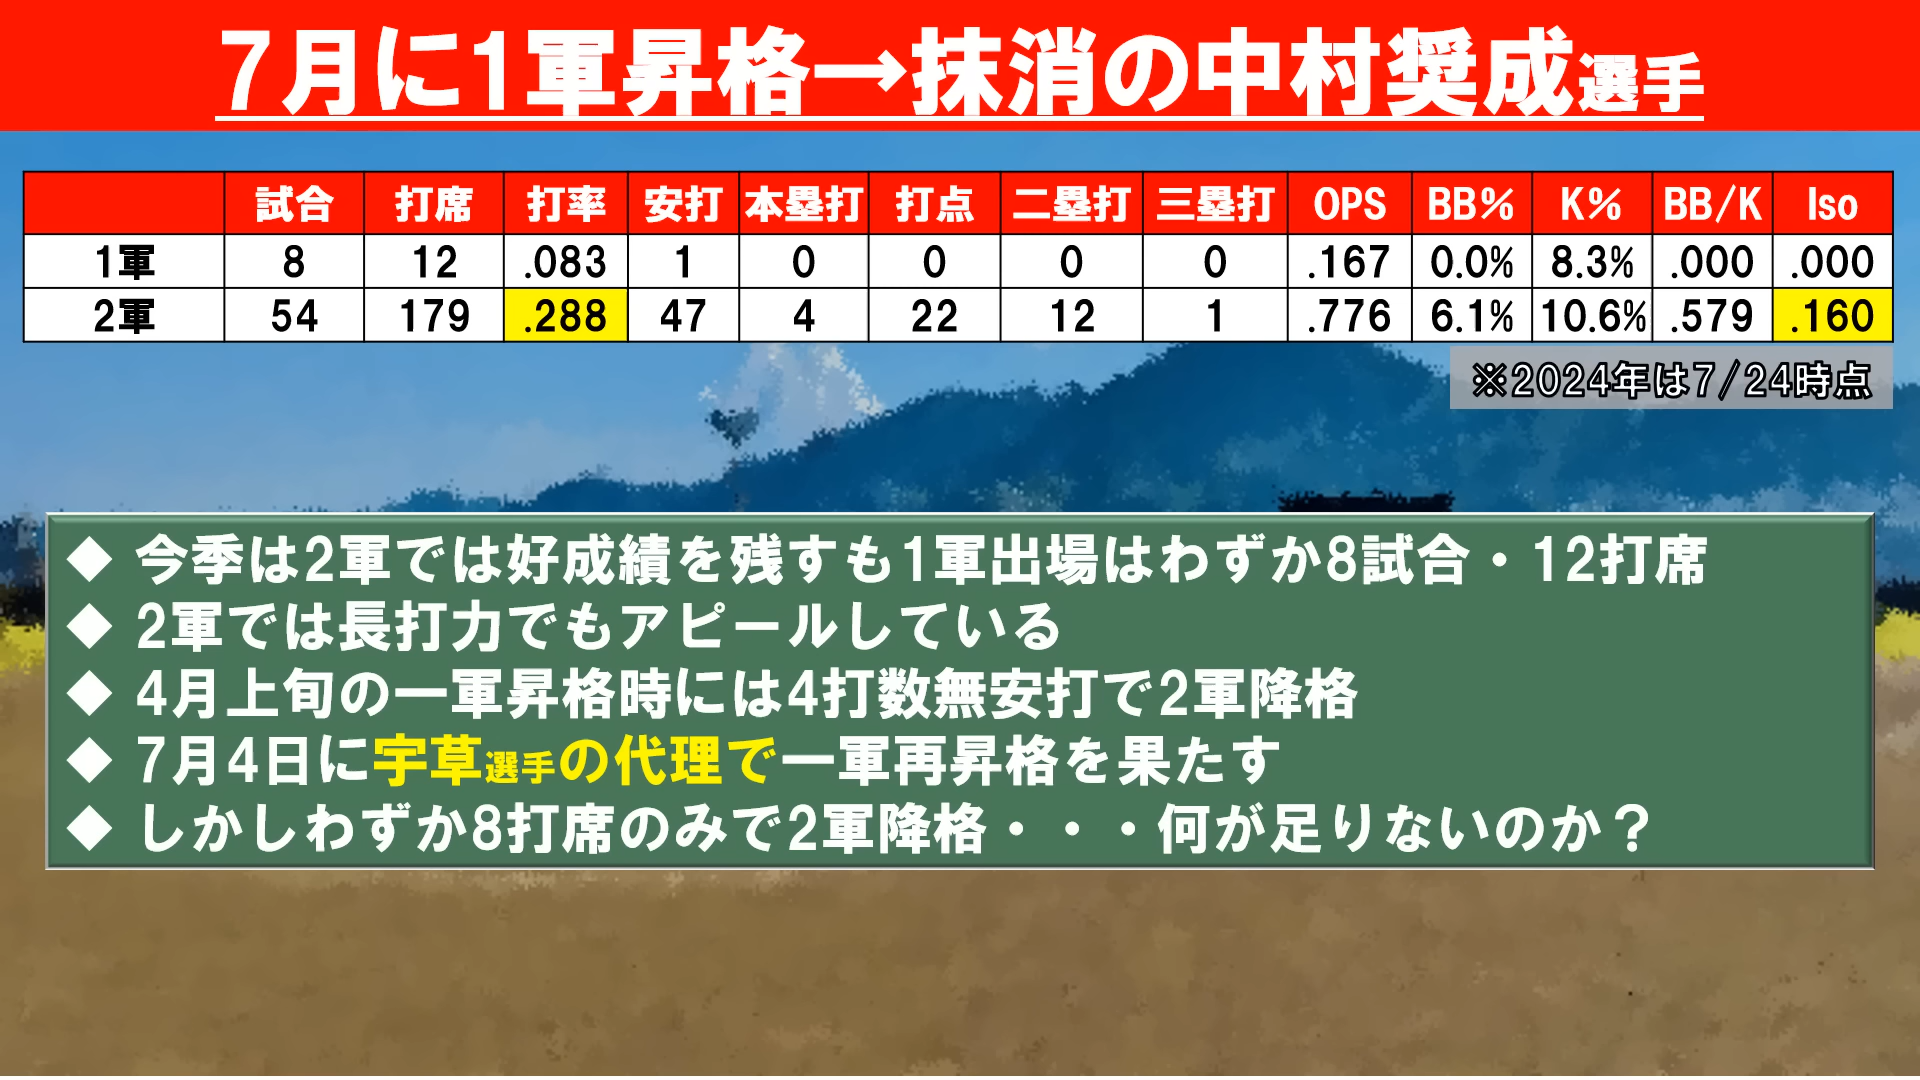 7月に1軍昇格→抹消の中村奨成選手
試合 打席 打率 安打 本塁打 打点 二塁打 三塁打 OPS BB% K% BB/K Iso
1軍 8 12 .083 1 0 0 0 0 .167 0.0% 8.3% .000 .000
2軍 54 179 .288 47 4 22 12 1 .776 6.1% 10.6% .579 .160
※2024年は7/24時点
◆ 今季は2軍では好成績を残すも1軍出場はわずか8試合・12打席
◆ 2軍では長打力でもアピールしている
◆ 4月上旬の一軍昇格時には4打数無安打で2軍降格
◆ 7月4日に宇草選手の代理で一軍再昇格を果たす
◆ しかしわずか8打席のみで2軍降格・・・何が足りないのか？